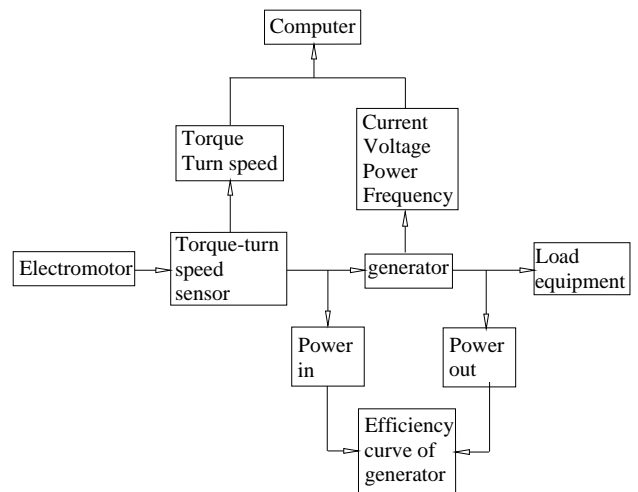 Computer
Torque
Turn speed
Current
Voltage
Power
Frequency
Electromotor
Torque-turn
speed
sensor
generator
Load
equipment
Power
in
Power
out
Efficiency
curve of
generator